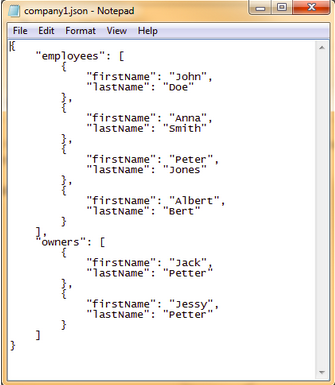 company1.json - Notepad
File Edit Format View Help
{
    "employees": [
        {
            "firstName": "John",
            "lastName": "Doe"
        },
        {
            "firstName": "Anna",
            "lastName": "Smith"
        },
        {
            "firstName": "Peter",
            "lastName": "Jones"
        },
        {
            "firstName": "Albert",
            "lastName": "Bert"
        }
    ],
    "owners": [
        {
            "firstName": "Jack",
            "lastName": "Petter"
        },
        {
            "firstName": "Jessy",
            "lastName": "Petter"
        }
    ]
}